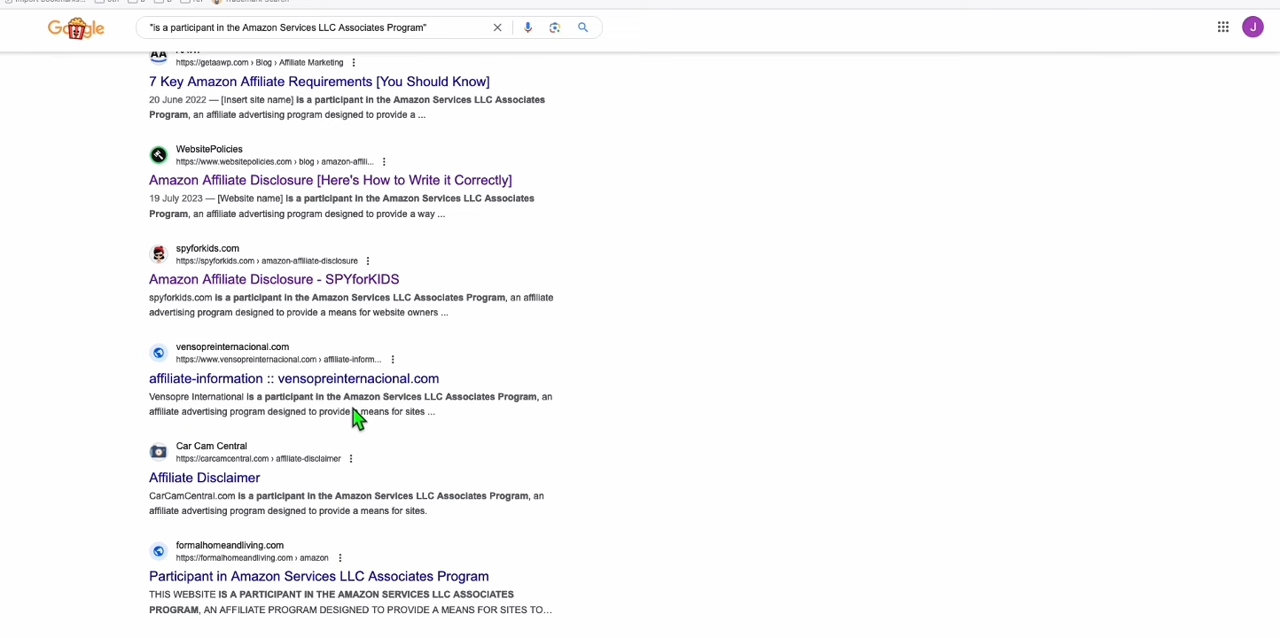 Import bookmarks...
Trademark Search
Google
"is a participant in the Amazon Services LLC Associates Program"
J
https://getaawp.com › Blog › Affiliate Marketing
7 Key Amazon Affiliate Requirements [You Should Know]
20 June 2022 — [Insert site name] is a participant in the Amazon Services LLC Associates
Program, an affiliate advertising program designed to provide a ...
WebsitePolicies
https://www.websitepolicies.com › blog › amazon-affili...
Amazon Affiliate Disclosure [Here's How to Write it Correctly]
19 July 2023 — [Website name] is a participant in the Amazon Services LLC Associates
Program, an affiliate advertising program designed to provide a way ...
spyforkids.com
https://spyforkids.com › amazon-affiliate-disclosure
Amazon Affiliate Disclosure - SPYforKIDS
spyforkids.com is a participant in the Amazon Services LLC Associates Program, an affiliate
advertising program designed to provide a means for website owners ...
vensopreinternacional.com
https://www.vensopreinternacional.com › affiliate-inform...
affiliate-information :: vensopreinternacional.com
Vensopre International is a participant in the Amazon Services LLC Associates Program, an
affiliate advertising program designed to provide a means for sites ...
Car Cam Central
https://carcamcentral.com › affiliate-disclaimer
Affiliate Disclaimer
CarCamCentral.com is a participant in the Amazon Services LLC Associates Program, an
affiliate advertising program designed to provide a means for sites.
formalhomeandliving.com
https://formalhomeandliving.com › amazon
Participant in Amazon Services LLC Associates Program
THIS WEBSITE IS A PARTICIPANT IN THE AMAZON SERVICES LLC ASSOCIATES
PROGRAM, AN AFFILIATE PROGRAM DESIGNED TO PROVIDE A MEANS FOR SITES TO...